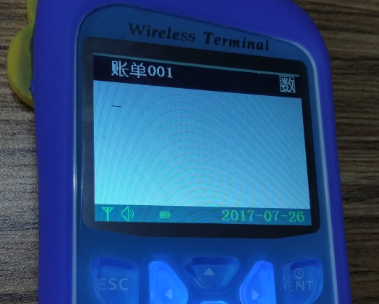 Wireless Terminal
账单001
数
2017-07-26
ESC
ENT